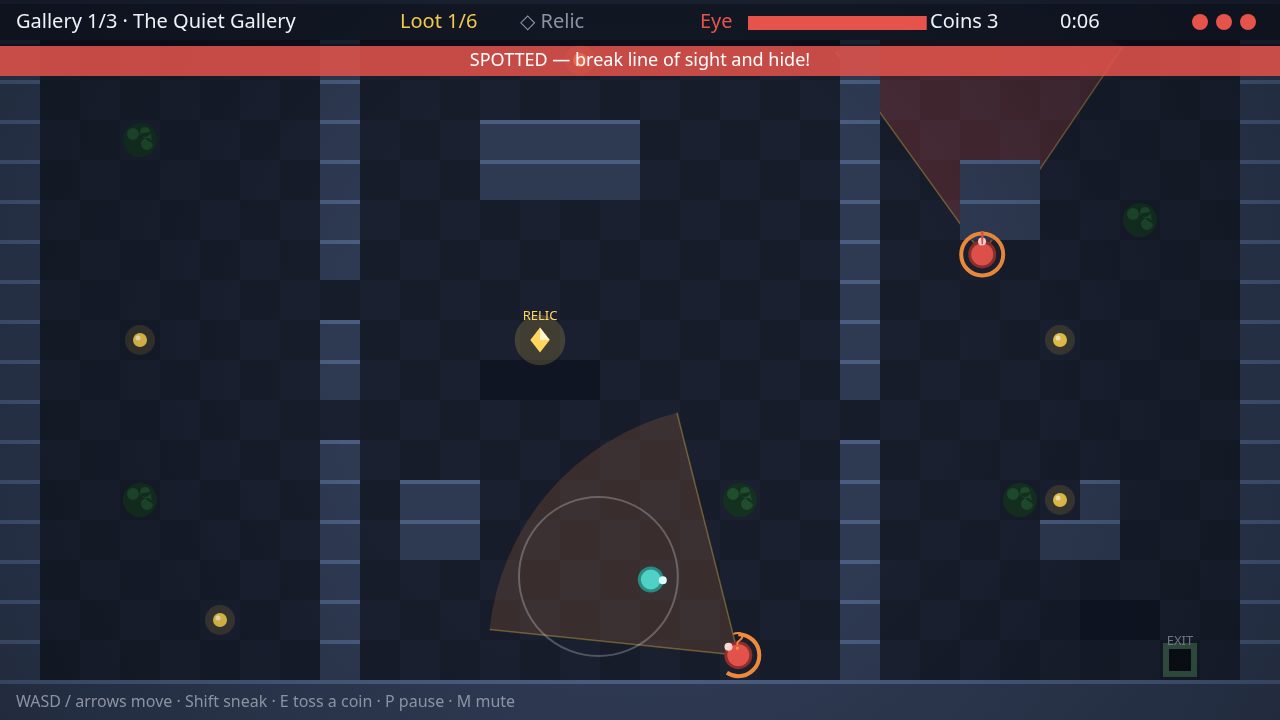 Gallery 1/3 · The Quiet Gallery Loot 1/6 ◇ Relic Eye Coins 3 0:06
SPOTTED — break line of sight and hide!
!
RELIC
?
EXIT
WASD / arrows move · Shift sneak · E toss a coin · P pause · M mute